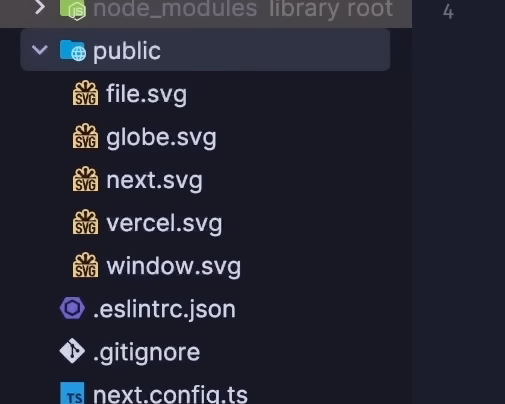 node_modules library root
4
public
file.svg
globe.svg
next.svg
vercel.svg
window.svg
.eslintrc.json
.gitignore
TS next.config.ts